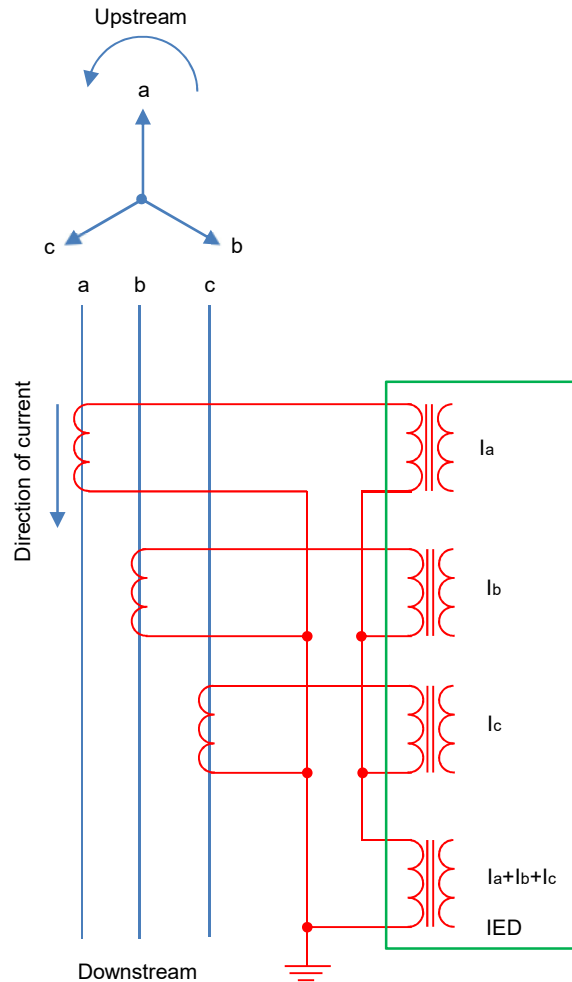 Upstream
a
c
b
a b c
Direction of current
Ia
Ib
Ic
Ia+Ib+Ic
IED
Downstream